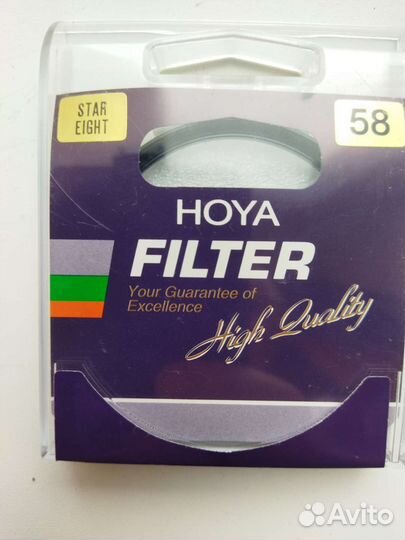 STAR
EIGHT
58
HOYA
FILTER
Your Guarantee of
Excellence
High Quality
Avito